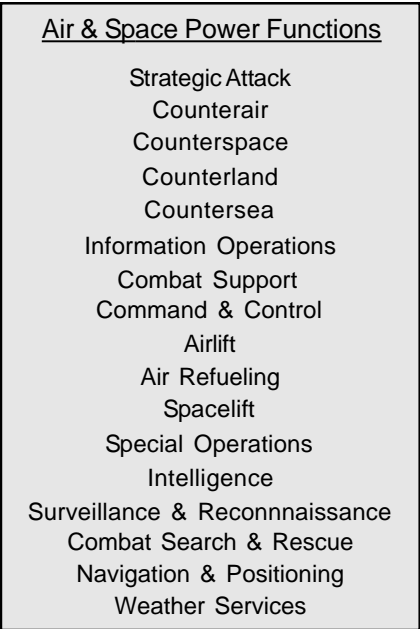 Air & Space Power Functions
Strategic Attack
Counterair
Counterspace
Counterland
Countersea
Information Operations
Combat Support
Command & Control
Airlift
Air Refueling
Spacelift
Special Operations
Intelligence
Surveillance & Reconnnaissance
Combat Search & Rescue
Navigation & Positioning
Weather Services